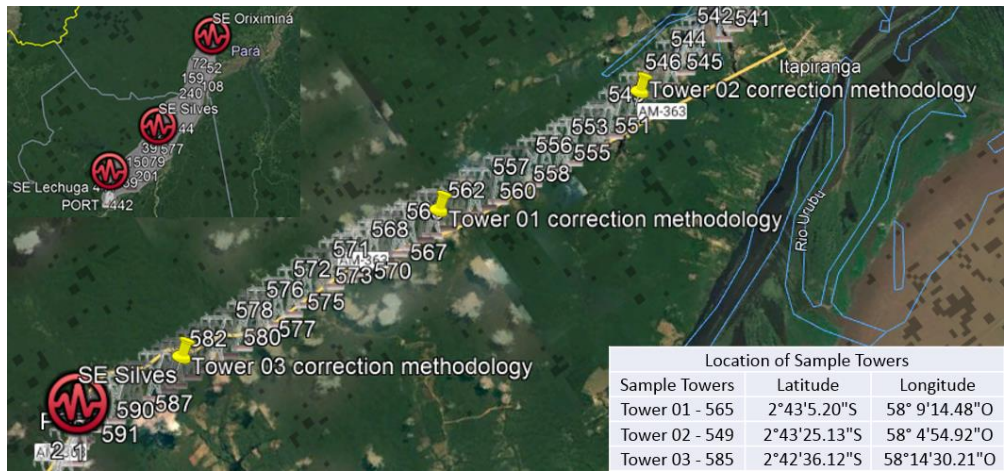 SE Oriximiná
Pará
72
52
159
108
240
SE Silves
44
39
577
15079
201
SE Lechuga 4
PORT
442
542
541
544
546
545
Itapiranga
Tower 02 correction methodology
AM-363
553
551
556
555
557
558
562
560
Tower 01 correction methodology
568
567
571
572
573
570
576
575
578
577
582
580
Tower 03 correction methodology
SE Silves
590
587
591
2
1
Rio Urubu
Location of Sample Towers
Sample Towers Latitude Longitude
Tower 01 - 565 2°43'5.20"S 58° 9'14.48"O
Tower 02 - 549 2°43'25.13"S 58° 4'54.92"O
Tower 03 - 585 2°42'36.12"S 58°14'30.21"O